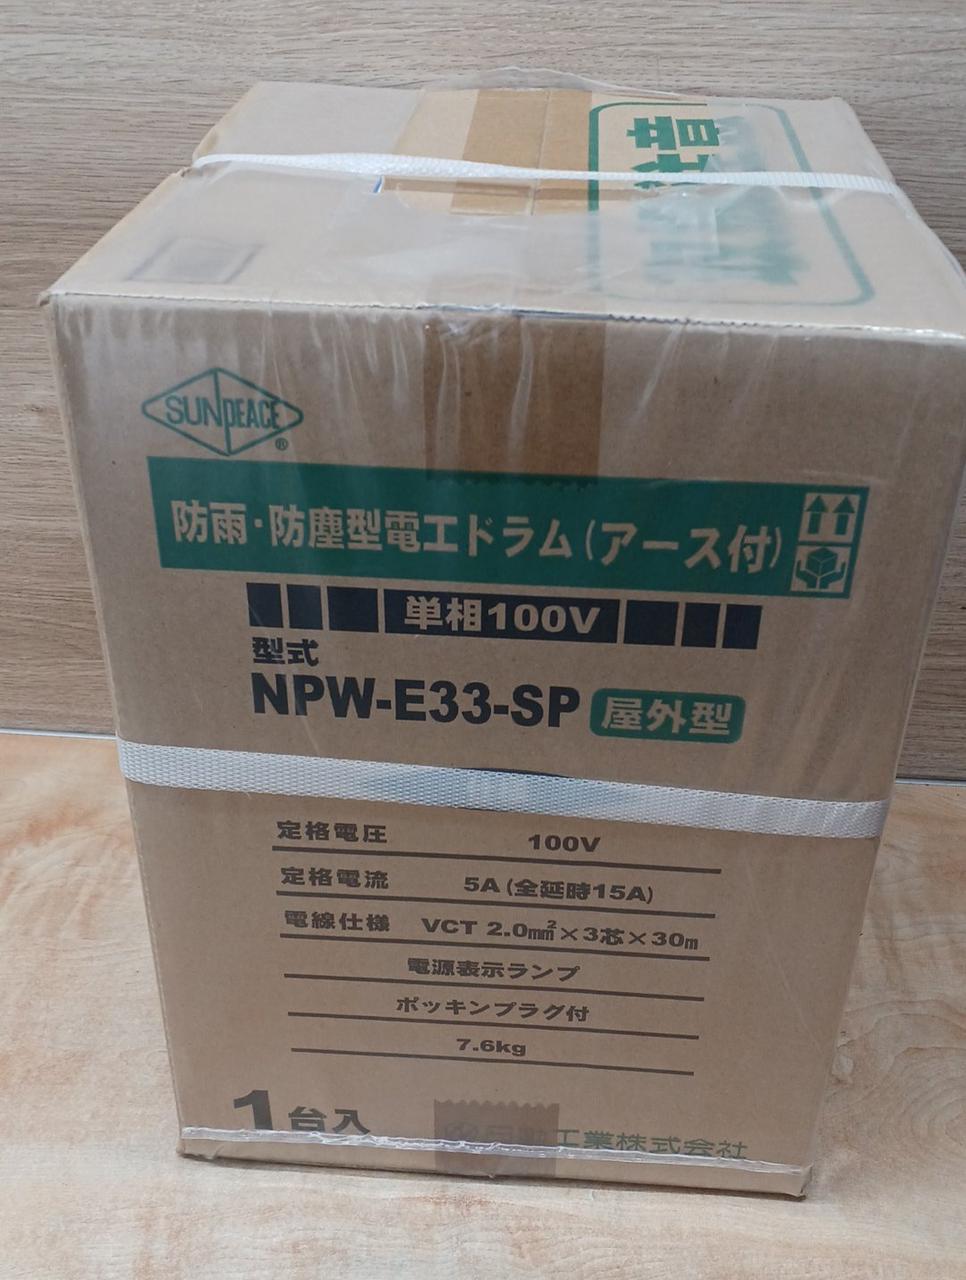 SUNPEACE®
防雨・防塵型電工ドラム(アース付)
単相100V
型式
NPW-E33-SP 屋外型
定格電圧 100V
定格電流 5A(全延時15A)
電線仕様 VCT 2.0mm²×3芯×30m
電源表示ランプ
ポッキンプラグ付
7.6kg
1台入
工業株式会社